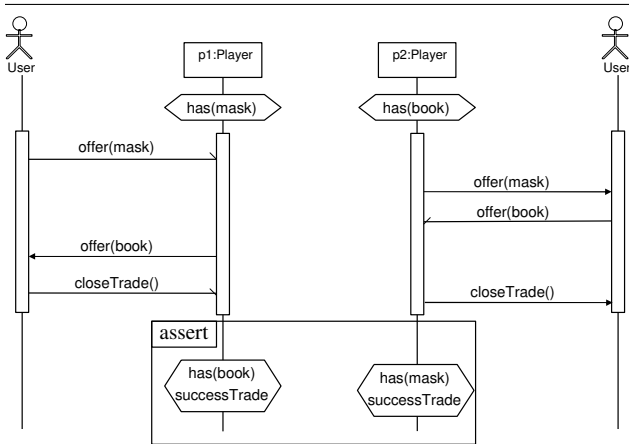 User
p1:Player
p2:Player
User
has(mask)
has(book)
offer(mask)
offer(mask)
offer(book)
offer(book)
closeTrade()
closeTrade()
assert
has(book)
successTrade
has(mask)
successTrade